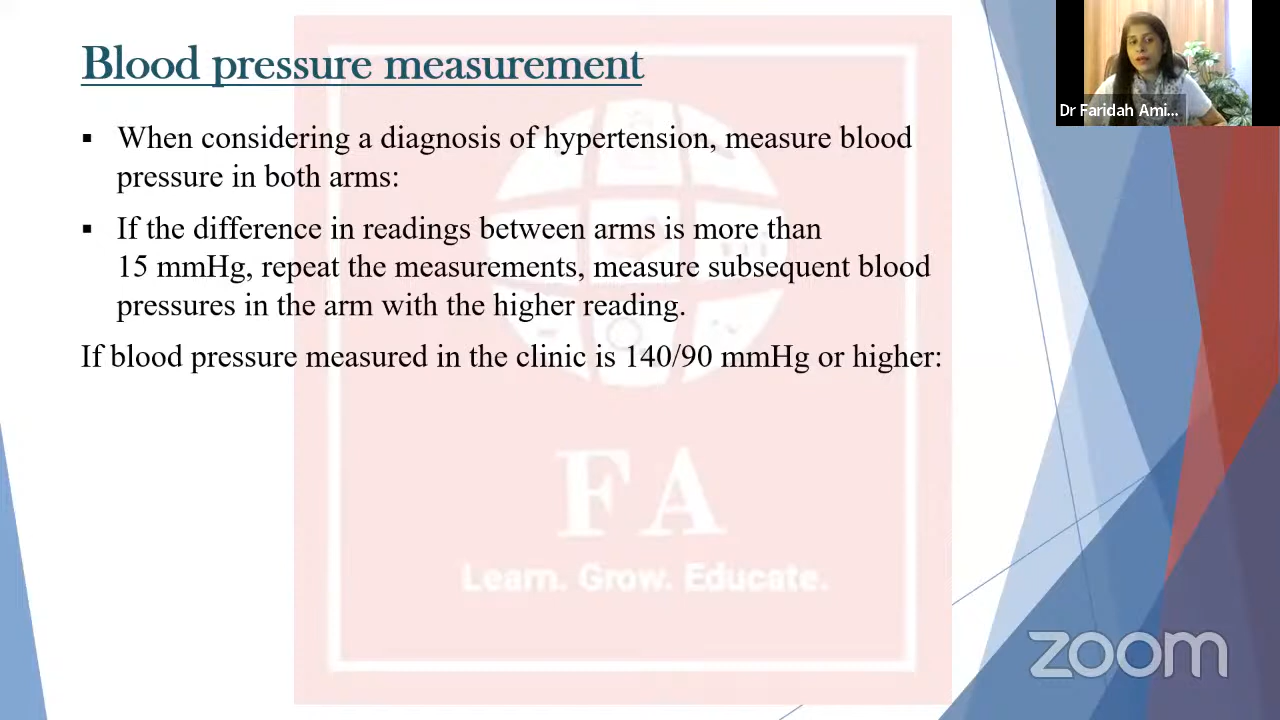 Blood pressure measurement
Dr Faridah Ami...
▪ When considering a diagnosis of hypertension, measure blood
pressure in both arms:
▪ If the difference in readings between arms is more than
15 mmHg, repeat the measurements, measure subsequent blood
pressures in the arm with the higher reading.
If blood pressure measured in the clinic is 140/90 mmHg or higher:
F A
Learn. Grow. Educate.
zoom